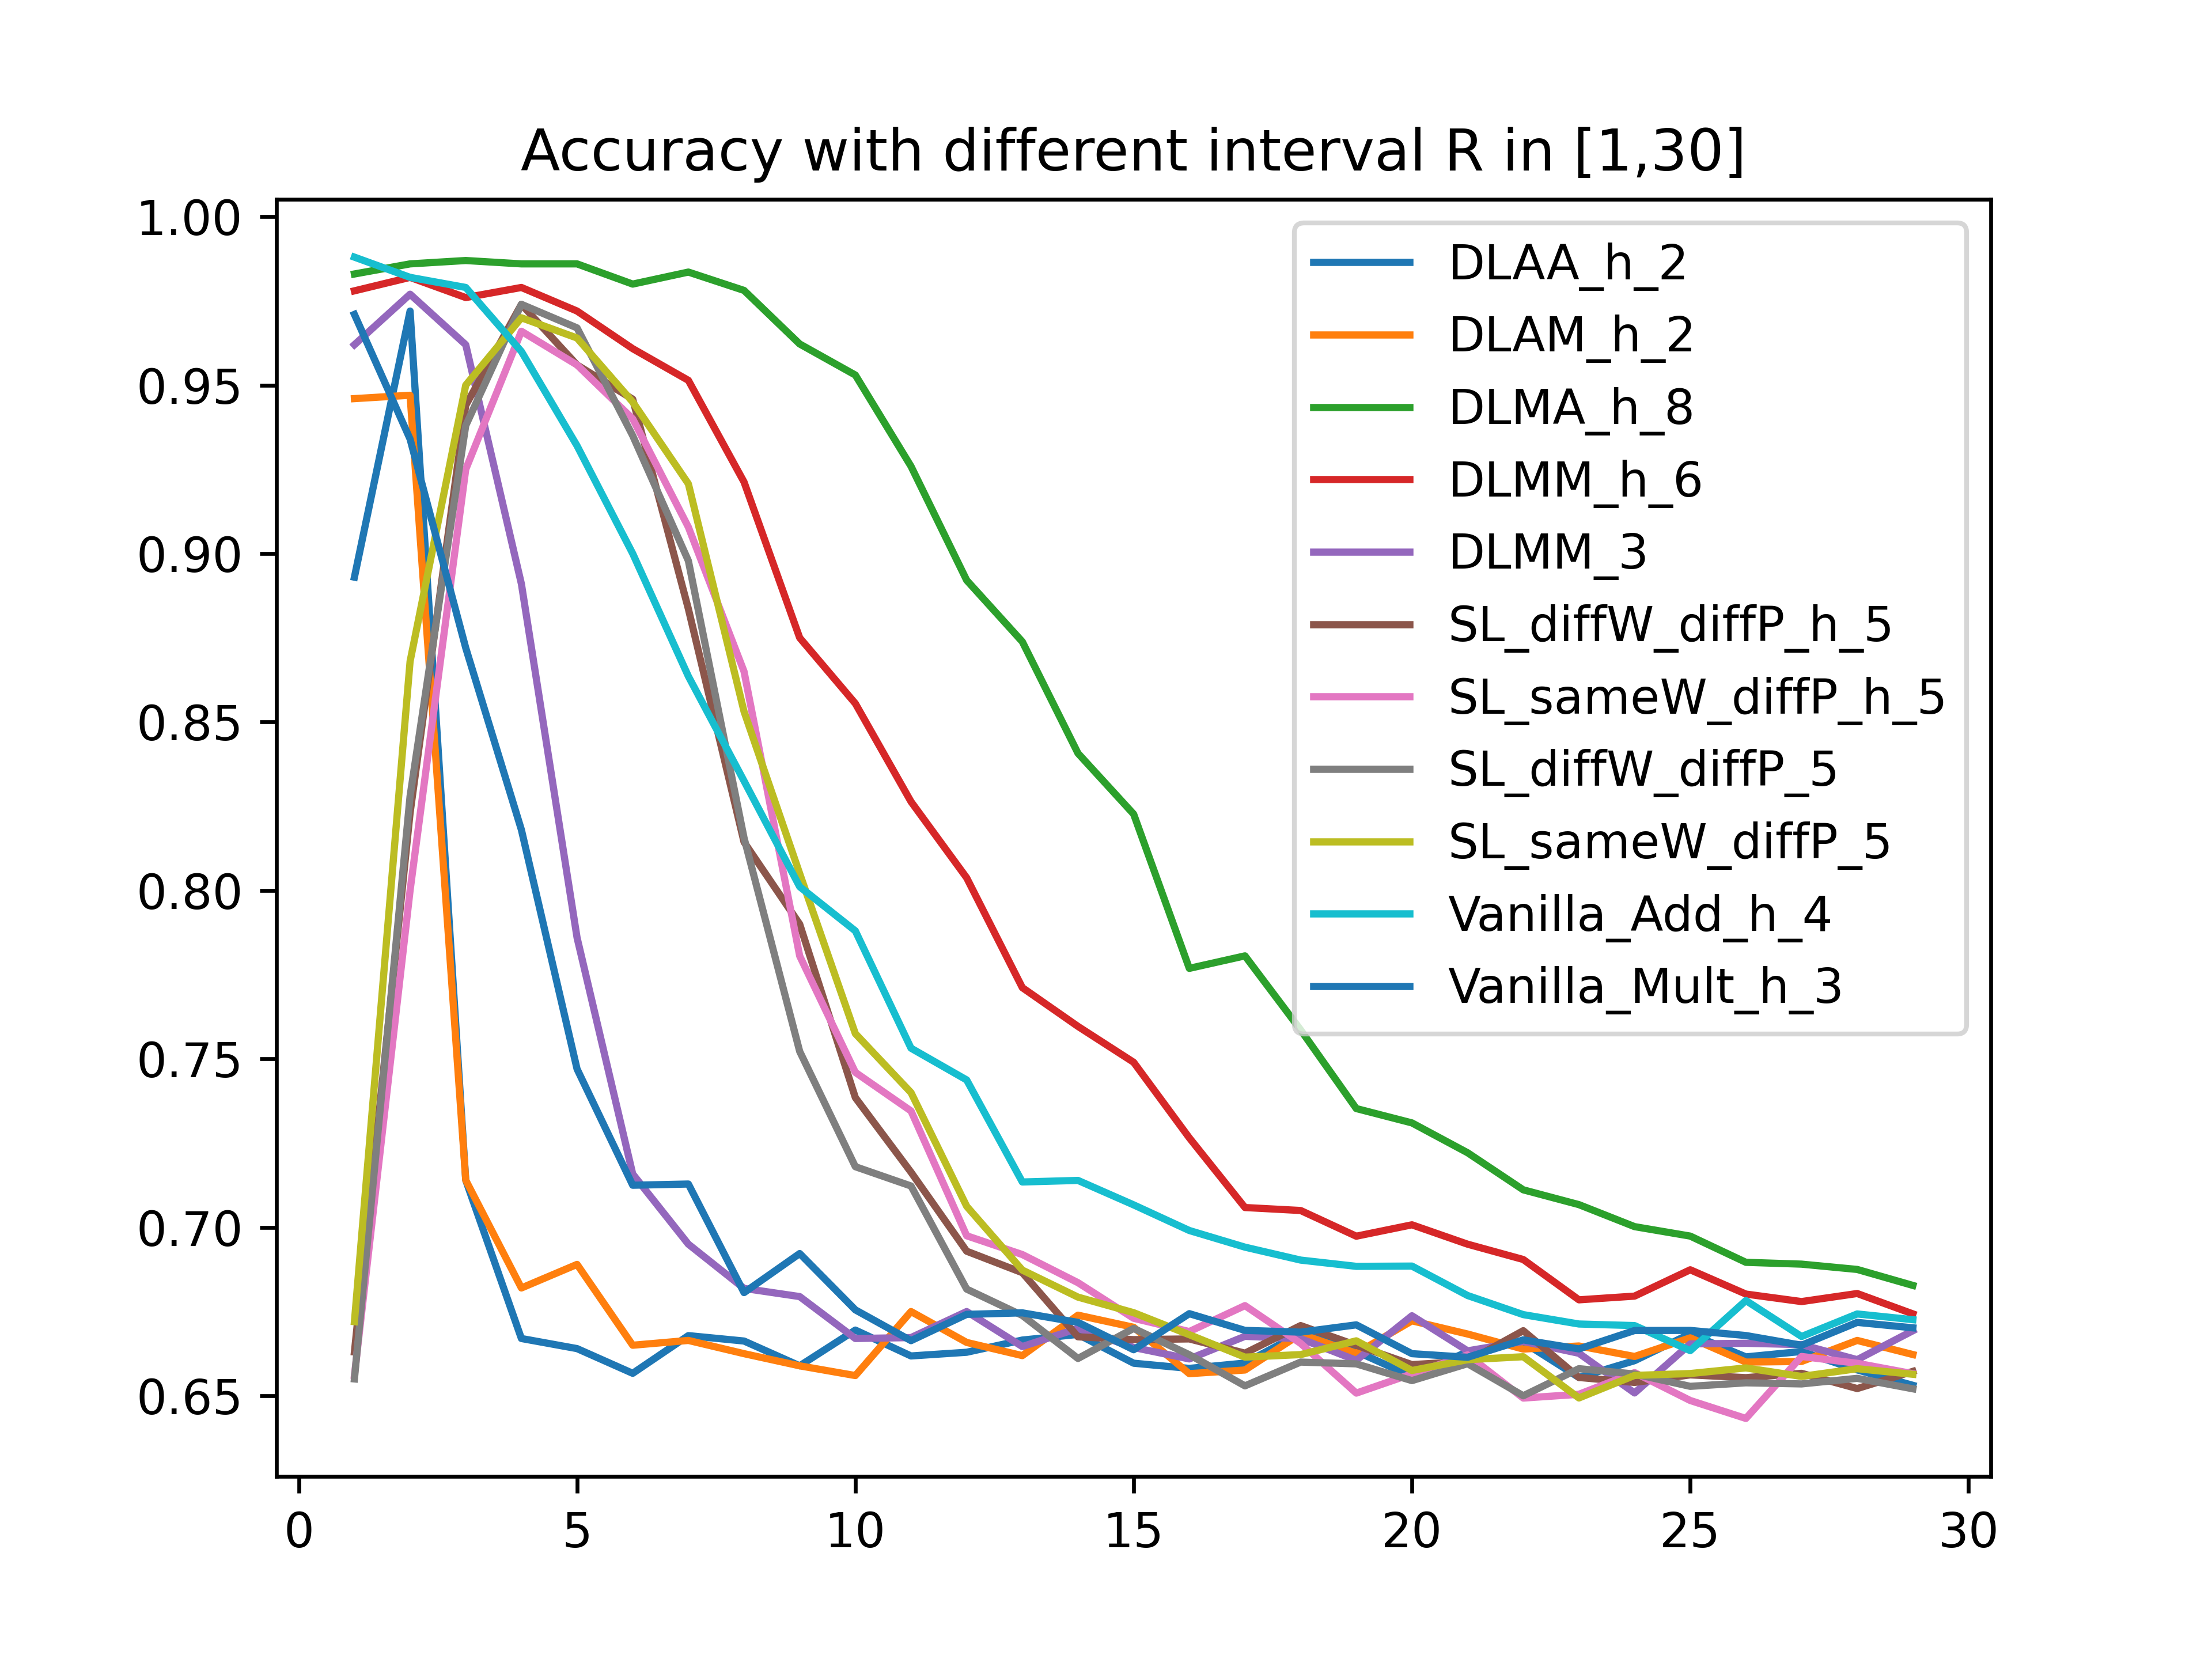 Accuracy with different interval R in [1,30]
1.00
0.95
0.90
0.85
0.80
0.75
0.70
0.65
DLAA_h_2
DLAM_h_2
DLMA_h_8
DLMM_h_6
DLMM_3
SL_diffW_diffP_h_5
SL_sameW_diffP_h_5
SL_diffW_diffP_5
SL_sameW_diffP_5
Vanilla_Add_h_4
Vanilla_Mult_h_3
0 5 10 15 20 25 30